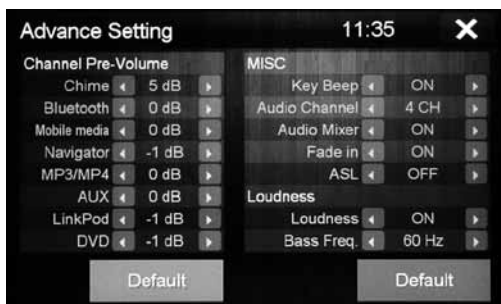 Advance Setting 11:35 X
Channel Pre-Volume
Chime 5 dB
Bluetooth 0 dB
Mobile media 0 dB
Navigator -1 dB
MP3/MP4 0 dB
AUX 0 dB
LinkPod -1 dB
DVD -1 dB
Default
MISC
Key Beep ON
Audio Channel 4 CH
Audio Mixer ON
Fade in ON
ASL OFF
Loudness
Loudness ON
Bass Freq. 60 Hz
Default